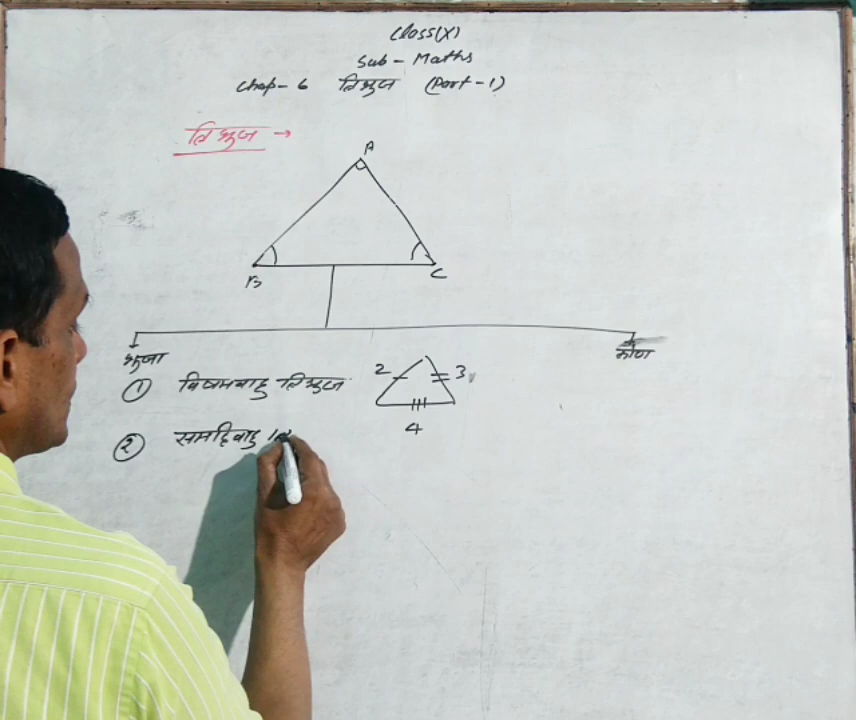 Class(X)
Sub - Maths
Chap- 6 त्रिभुज (Part - 1)
त्रिभुज →
A
B
C
भुजा
कोण
① विषमबाहु त्रिभुज
2
3
4
② समद्विबाहु